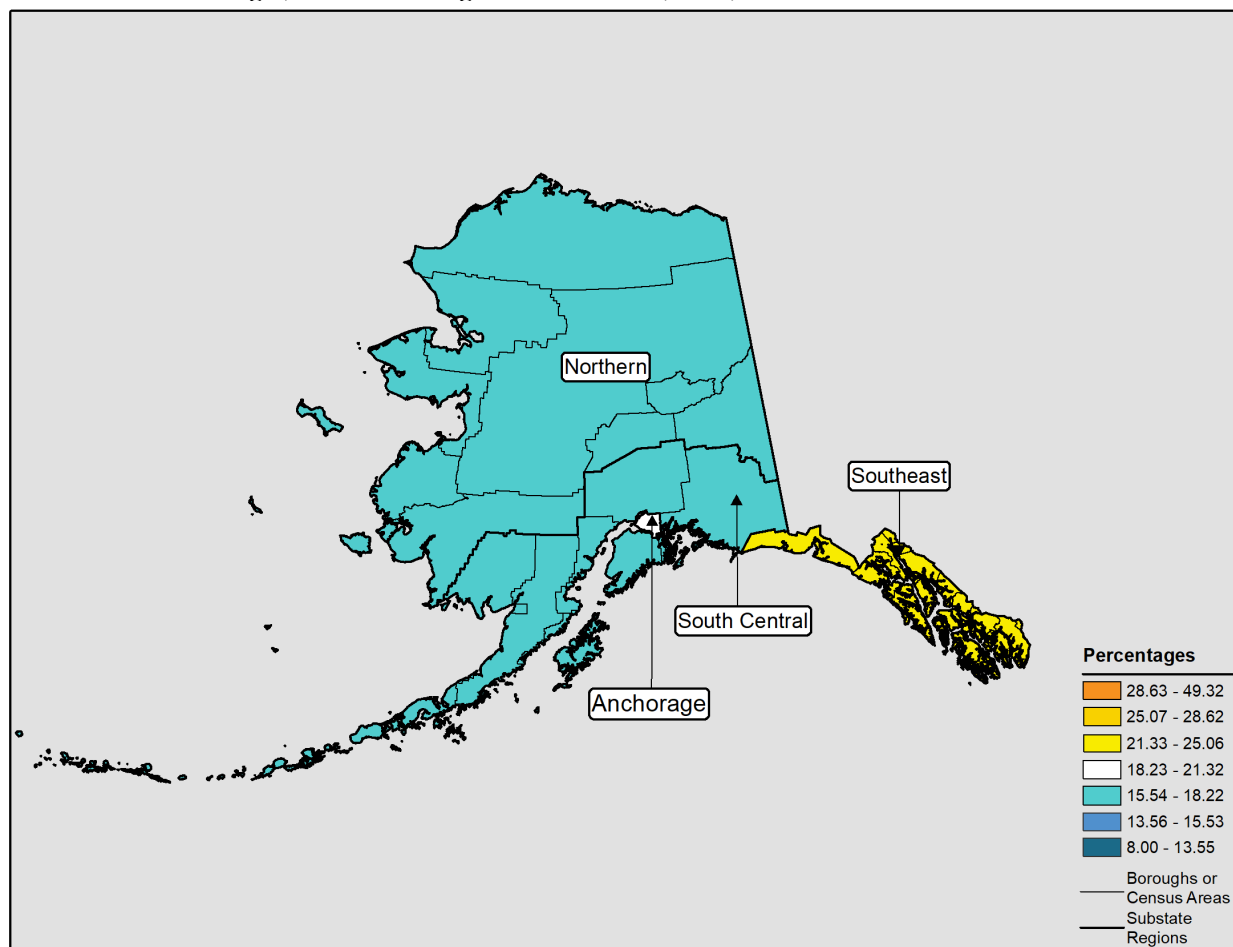 Northern
Southeast
South Central
Anchorage
Percentages
28.63 - 49.32
25.07 - 28.62
21.33 - 25.06
18.23 - 21.32
15.54 - 18.22
13.56 - 15.53
8.00 - 13.55
Boroughs or
Census Areas
Substate
Regions